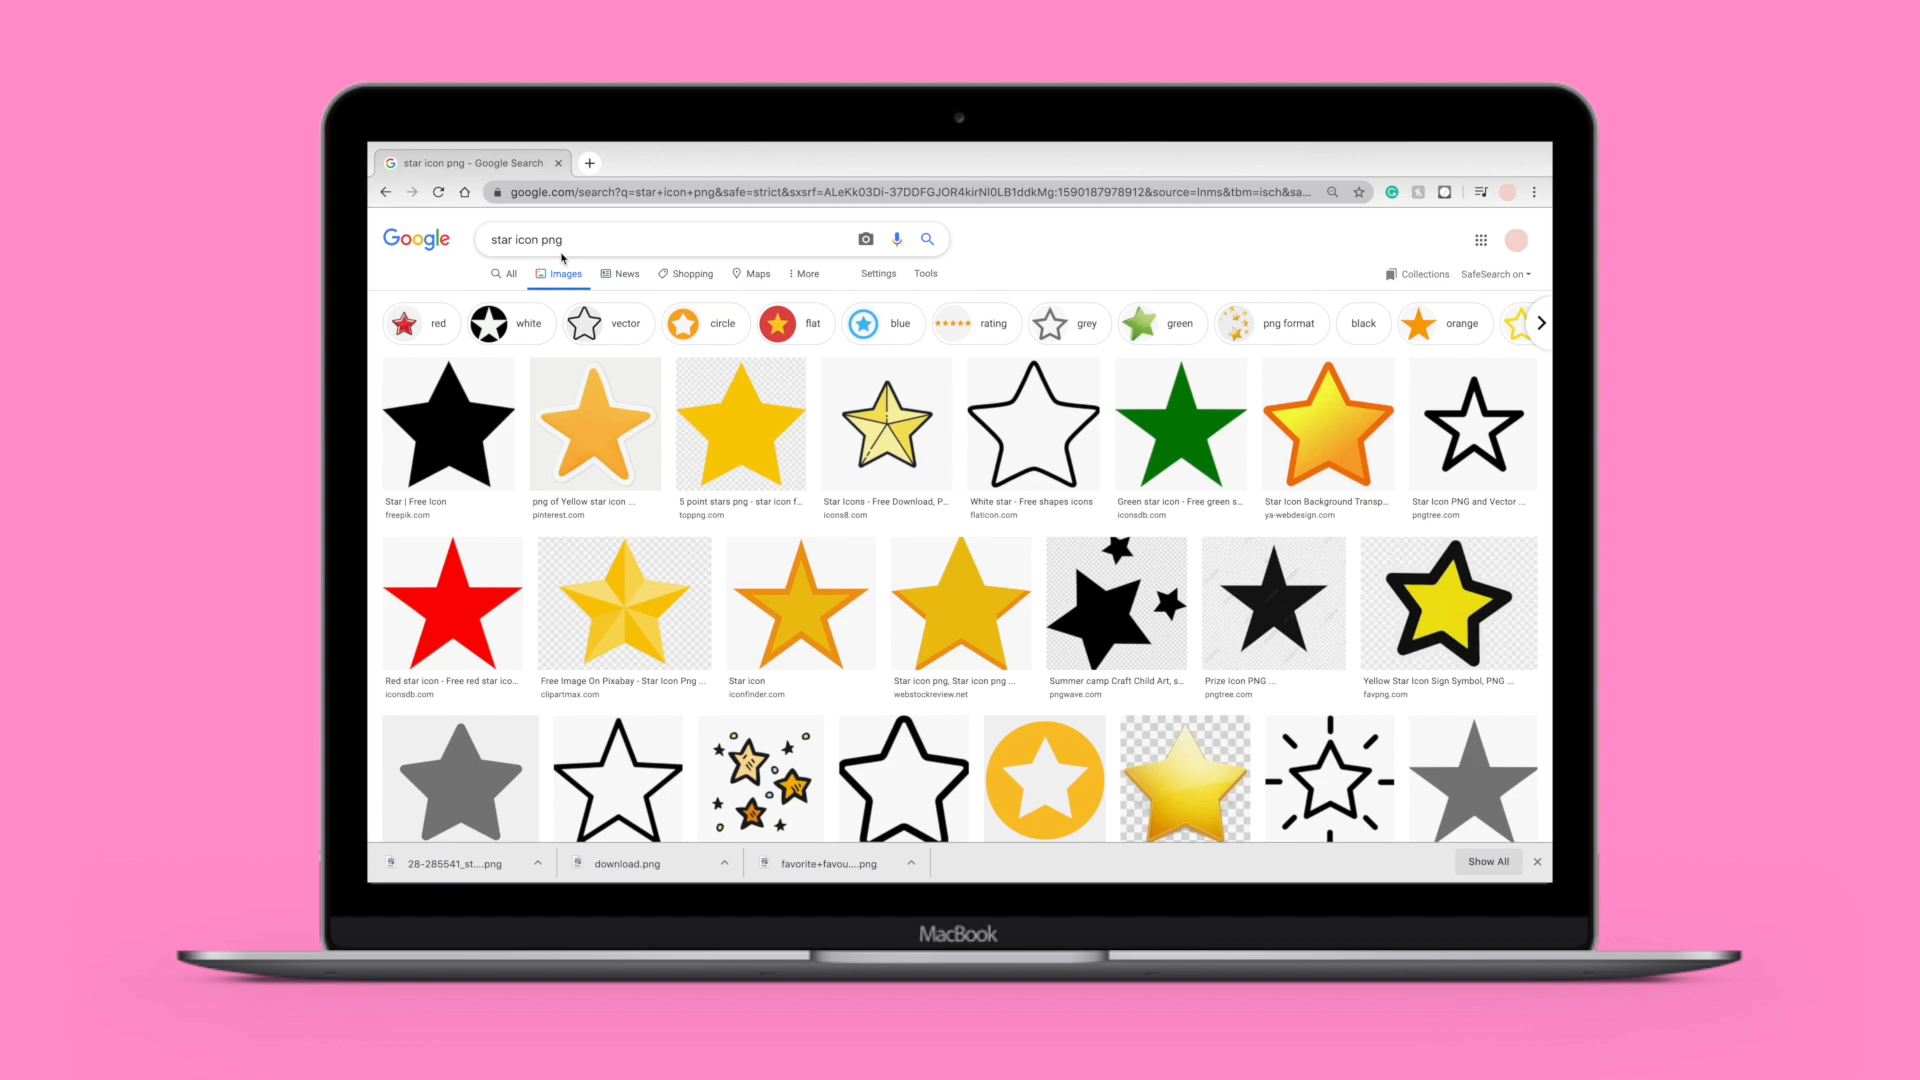 star icon png - Google Search
google.com/search?q=star+icon+png&safe=strict&sxsrf=ALeKk03Di-37DDFGJOR4kirNl0LB1ddkMg:1590187978912&source=lnms&tbm=isch&sa...
Google
star icon png
All Images News Shopping Maps More Settings Tools Collections SafeSearch on
red white vector circle flat blue rating grey green png format black orange
Star | Free Icon
freepik.com
png of Yellow star icon ...
pinterest.com
5 point stars png - star icon f...
toppng.com
Star Icons - Free Download, P...
icons8.com
White star - Free shapes icons
flaticon.com
Green star icon - Free green s...
iconsdb.com
Star Icon Background Transp...
ya-webdesign.com
Star Icon PNG and Vector ...
pngtree.com
Red star icon - Free red star ico...
iconsdb.com
Free Image On Pixabay - Star Icon Png ...
clipartmax.com
Star icon
iconfinder.com
Star icon png, Star icon png ...
webstockreview.net
Summer camp Craft Child Art, s...
pngwave.com
Prize Icon PNG ...
pngtree.com
Yellow Star Icon Sign Symbol, PNG ...
favpng.com
28-285541_st....png
download.png
favorite+favou....png
Show All
MacBook